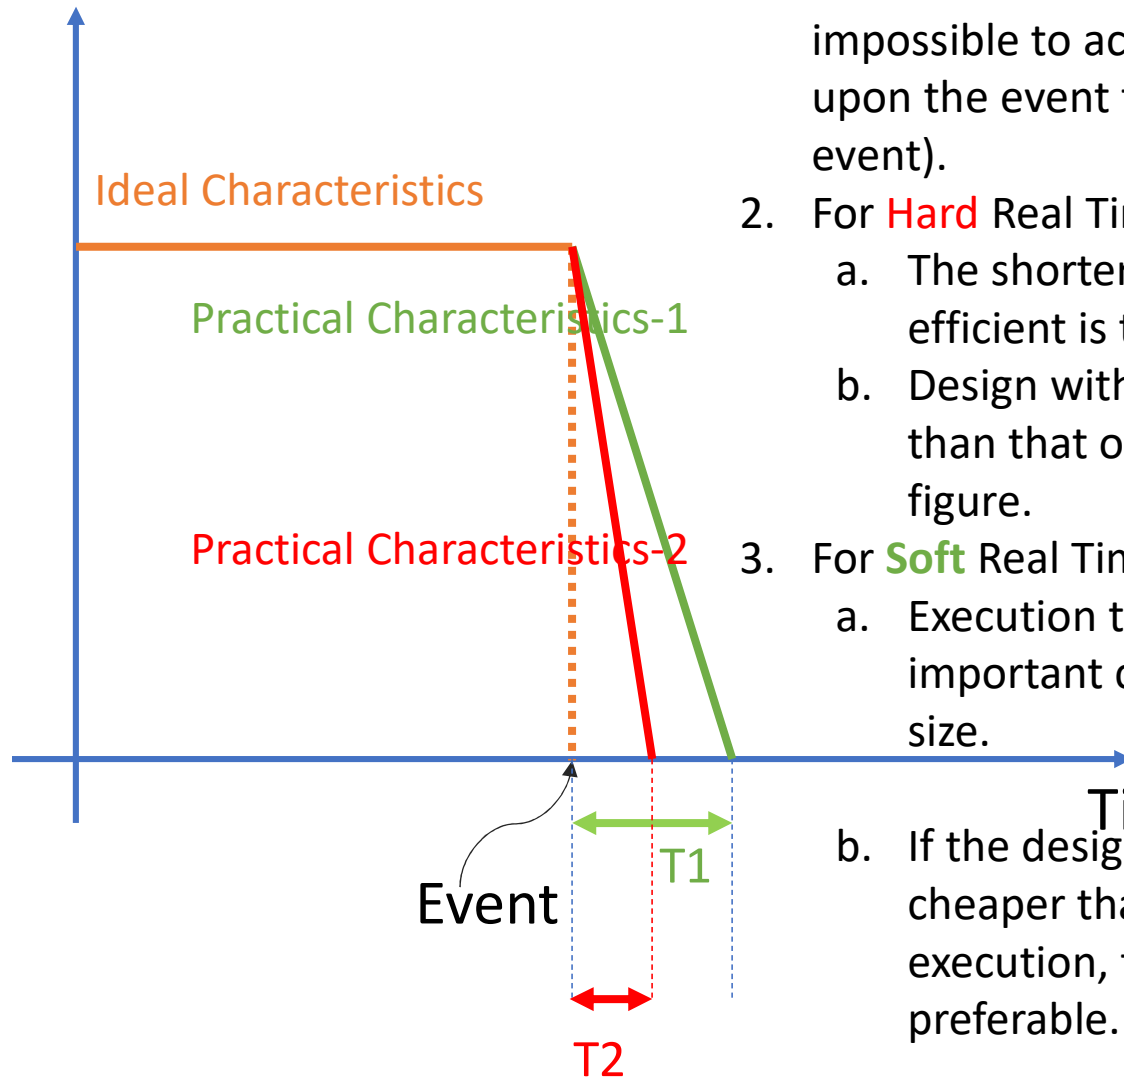 Ideal Characteristics
Practical Characteristics-1
Practical Characteristics-2
Event
T1
T2
impossible to ac
upon the event
event).
2. For Hard Real Ti
a. The shorter
efficient is
b. Design with
than that o
figure.
3. For Soft Real Tin
a. Execution t
important
size.
Ti
b. If the desig
cheaper tha
execution,
preferable.